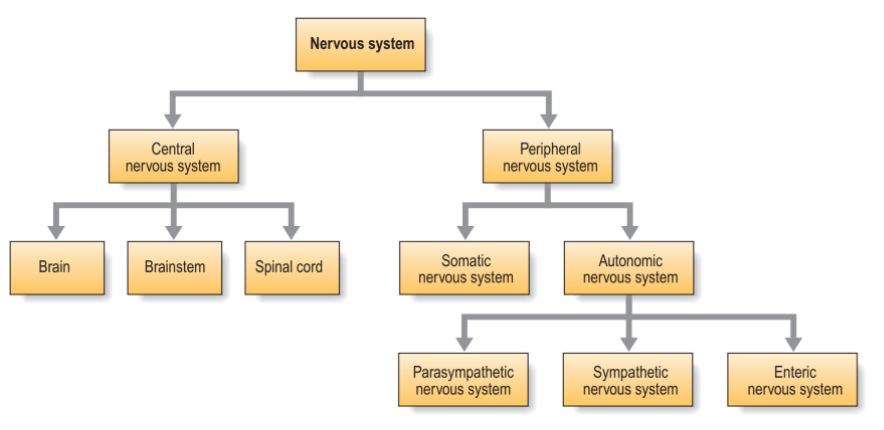 Nervous system
Central
nervous system
Peripheral
nervous system
Brain
Brainstem
Spinal cord
Somatic
nervous system
Autonomic
nervous system
Parasympathetic
nervous system
Sympathetic
nervous system
Enteric
nervous system